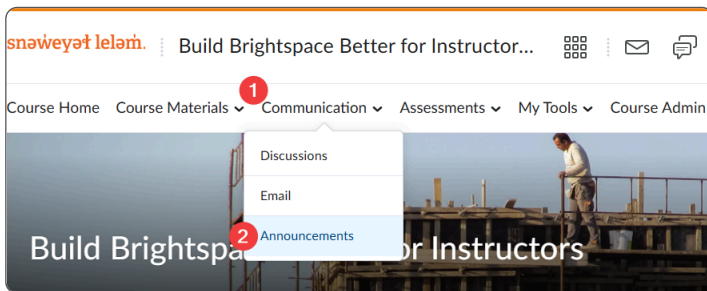 snəw̓eyəɬ leləm̓. Build Brightspace Better for Instructor...
1
Course Home Course Materials Communication Assessments My Tools Course Admin
Discussions
Email
2 Announcements
Build Brightspa or Instructors